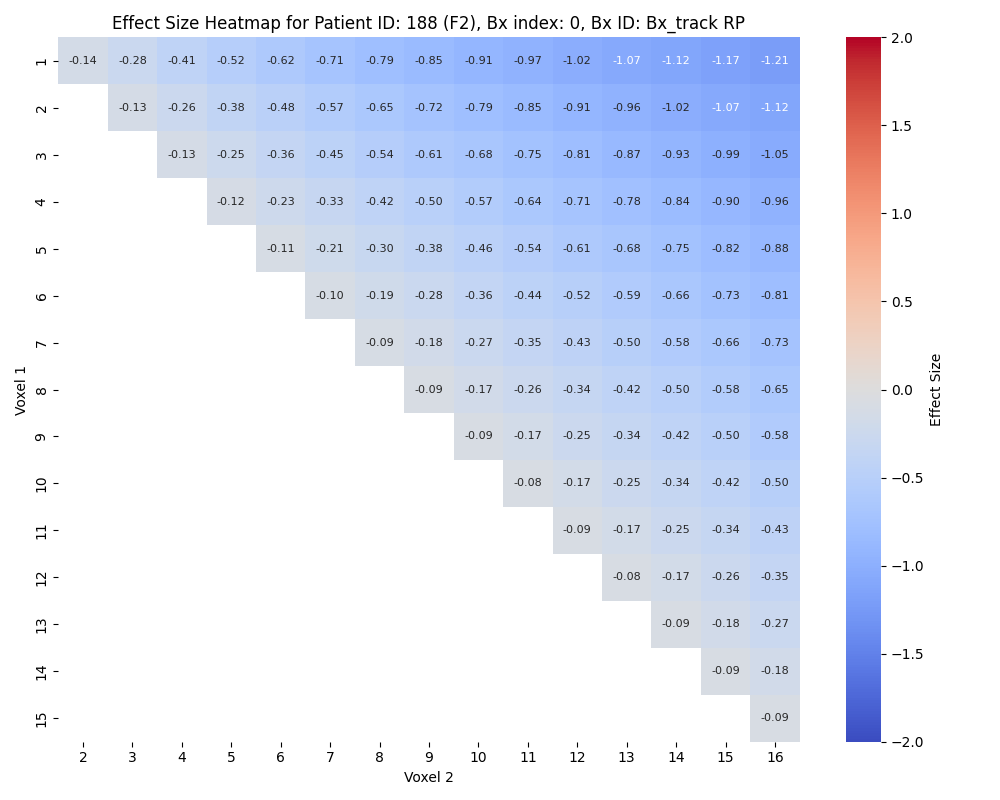 Effect Size Heatmap for Patient ID: 188 (F2), Bx index: 0, Bx ID: Bx_track RP
1 -0.14 -0.28 -0.41 -0.52 -0.62 -0.71 -0.79 -0.85 -0.91 -0.97 -1.02 -1.07 -1.12 -1.17 -1.21
2 -0.13 -0.26 -0.38 -0.48 -0.57 -0.65 -0.72 -0.79 -0.85 -0.91 -0.96 -1.02 -1.07 -1.12
3 -0.13 -0.25 -0.36 -0.45 -0.54 -0.61 -0.68 -0.75 -0.81 -0.87 -0.93 -0.99 -1.05
4 -0.12 -0.23 -0.33 -0.42 -0.50 -0.57 -0.64 -0.71 -0.78 -0.84 -0.90 -0.96
5 -0.11 -0.21 -0.30 -0.38 -0.46 -0.54 -0.61 -0.68 -0.75 -0.82 -0.88
6 -0.10 -0.19 -0.28 -0.36 -0.44 -0.52 -0.59 -0.66 -0.73 -0.81
7 -0.09 -0.18 -0.27 -0.35 -0.43 -0.50 -0.58 -0.66 -0.73
8 -0.09 -0.17 -0.26 -0.34 -0.42 -0.50 -0.58 -0.65
9 -0.09 -0.17 -0.25 -0.34 -0.42 -0.50 -0.58
10 -0.08 -0.17 -0.25 -0.34 -0.42 -0.50
11 -0.09 -0.17 -0.25 -0.34 -0.43
12 -0.08 -0.17 -0.26 -0.35
13 -0.09 -0.18 -0.27
14 -0.09 -0.18
15 -0.09
2 3 4 5 6 7 8 9 10 11 12 13 14 15 16
Voxel 2
Voxel 1
2.0
1.5
1.0
0.5
0.0
−0.5
−1.0
−1.5
−2.0
Effect Size